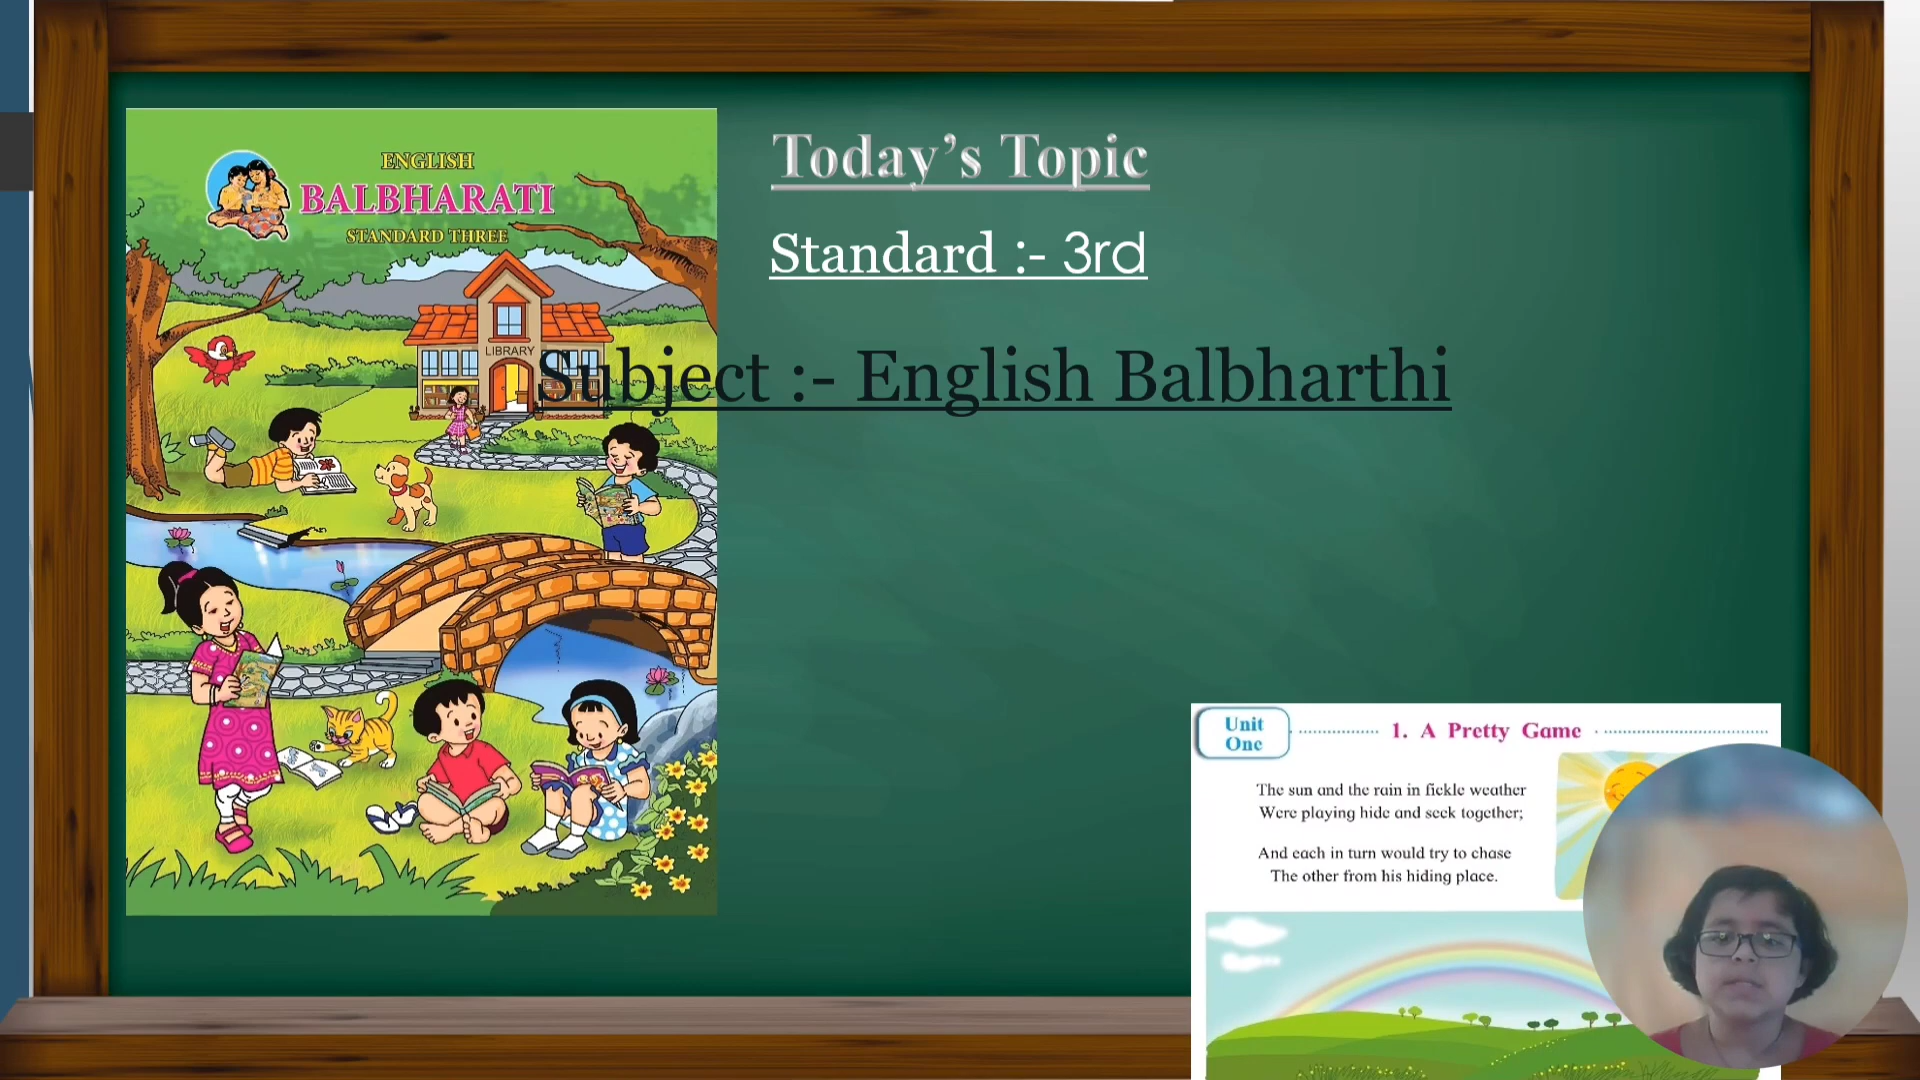 ENGLISH
BALBHARATI
STANDARD THREE
LIBRARY
Today’s Topic
Standard :- 3rd
Subject :- English Balbharthi
Unit
One
1. A Pretty Game
The sun and the rain in fickle weather
Were playing hide and seek together;
And each in turn would try to chase
The other from his hiding place.